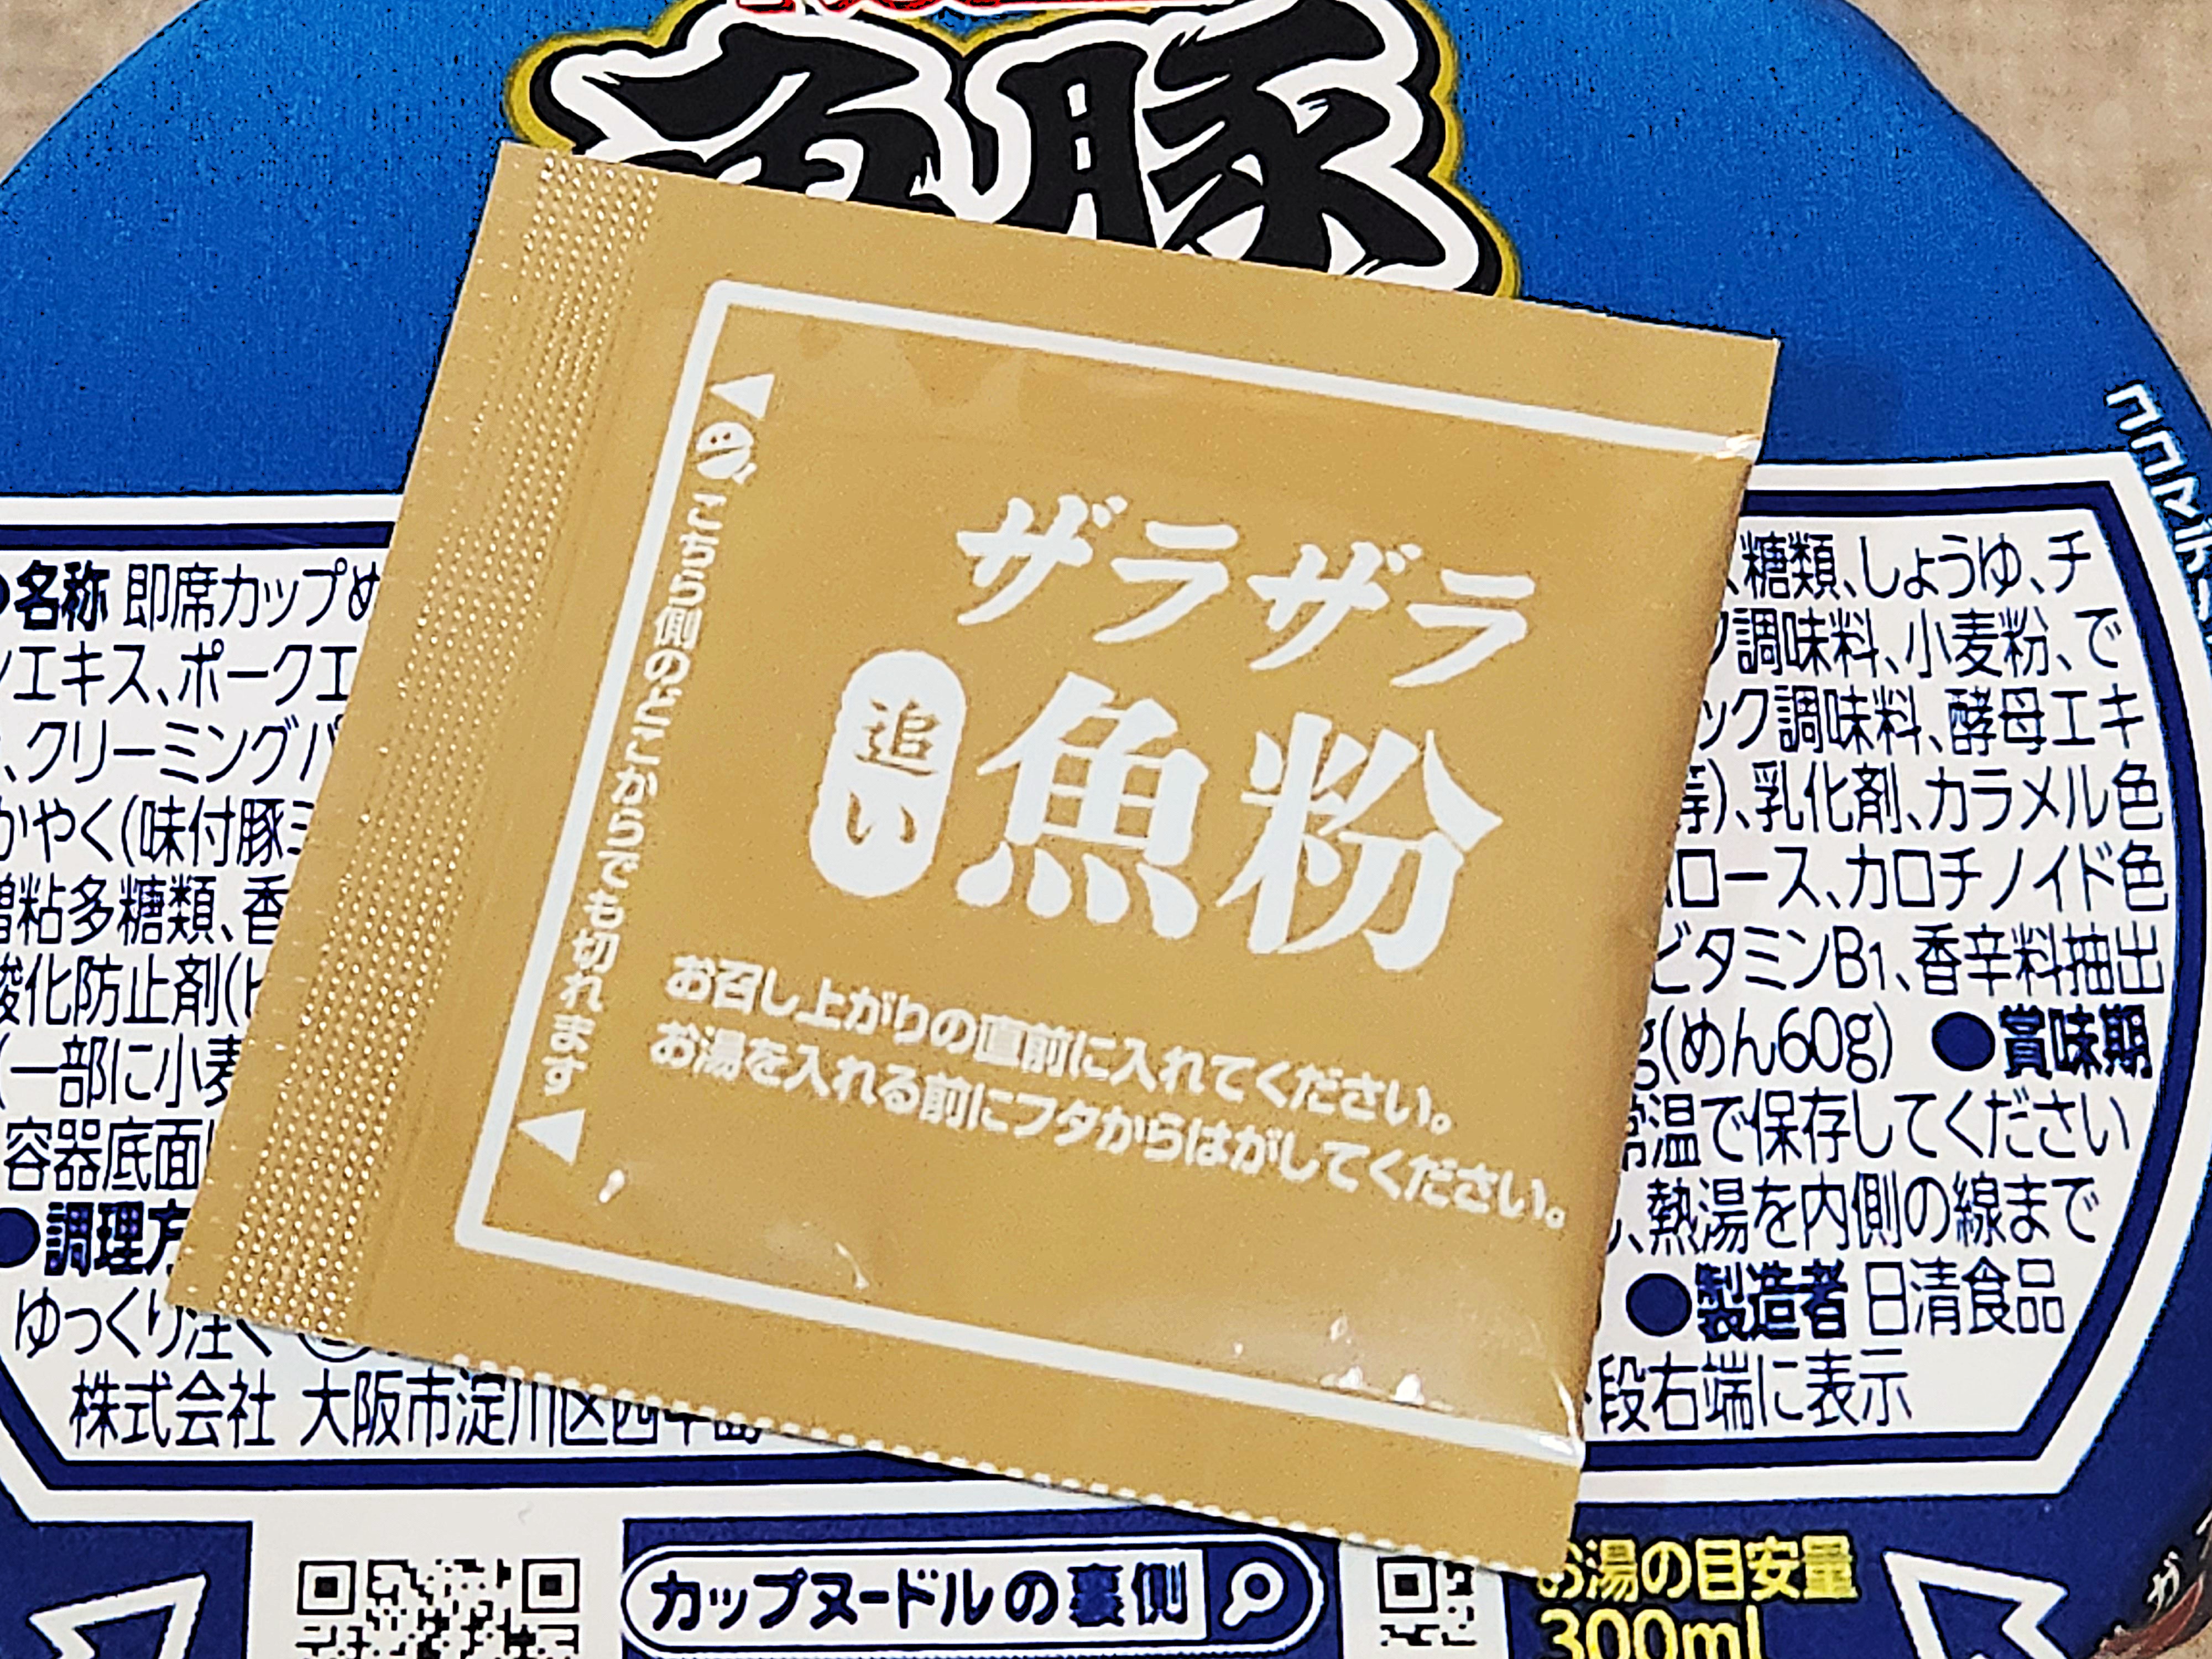 魚豚
ザラザラ
追い
魚粉
お召し上がりの直前に入れてください。
お湯を入れる前にフタからはがしてください。
こちら側のどこからでも切れます
名称 即席カップめ
エキス、ポークエ
、クリーミングパ
かやく(味付豚ミ
増粘多糖類、香
酸化防止剤(ビ
(一部に小麦
容器底面
●調理方
ゆっくり注ぐ
株式会社 大阪市淀川区西中島
、糖類、しょうゆ、チ
調味料、小麦粉、で
ック調味料、酵母エキ
等)、乳化剤、カラメル色
ロース、カロチノイド色
ビタミンB1、香辛料抽出
g(めん60g) ●賞味期
常温で保存してください
、熱湯を内側の線まで
●製造者 日清食品
段右端に表示
カップヌードルの裏側
お湯の目安量
300ml